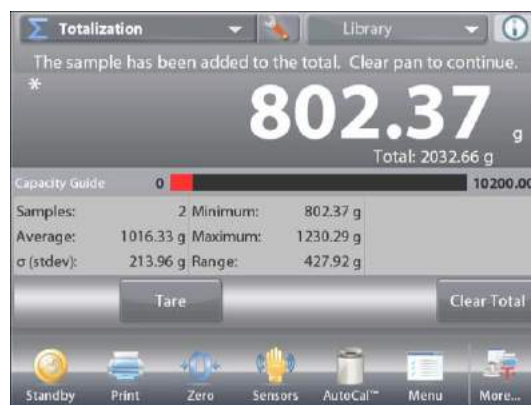 Σ Totalization Library
The sample has been added to the total. Clear pan to continue.
*
802.37 g
Total: 2032.66 g
Capacity Guide 0 10200.00
Samples: 2 Minimum: 802.37 g
Average: 1016.33 g Maximum: 1230.29 g
σ (stdev): 213.96 g Range: 427.92 g
Tare Clear Total
Standby Print Zero Sensors AutoCal™ Menu More...